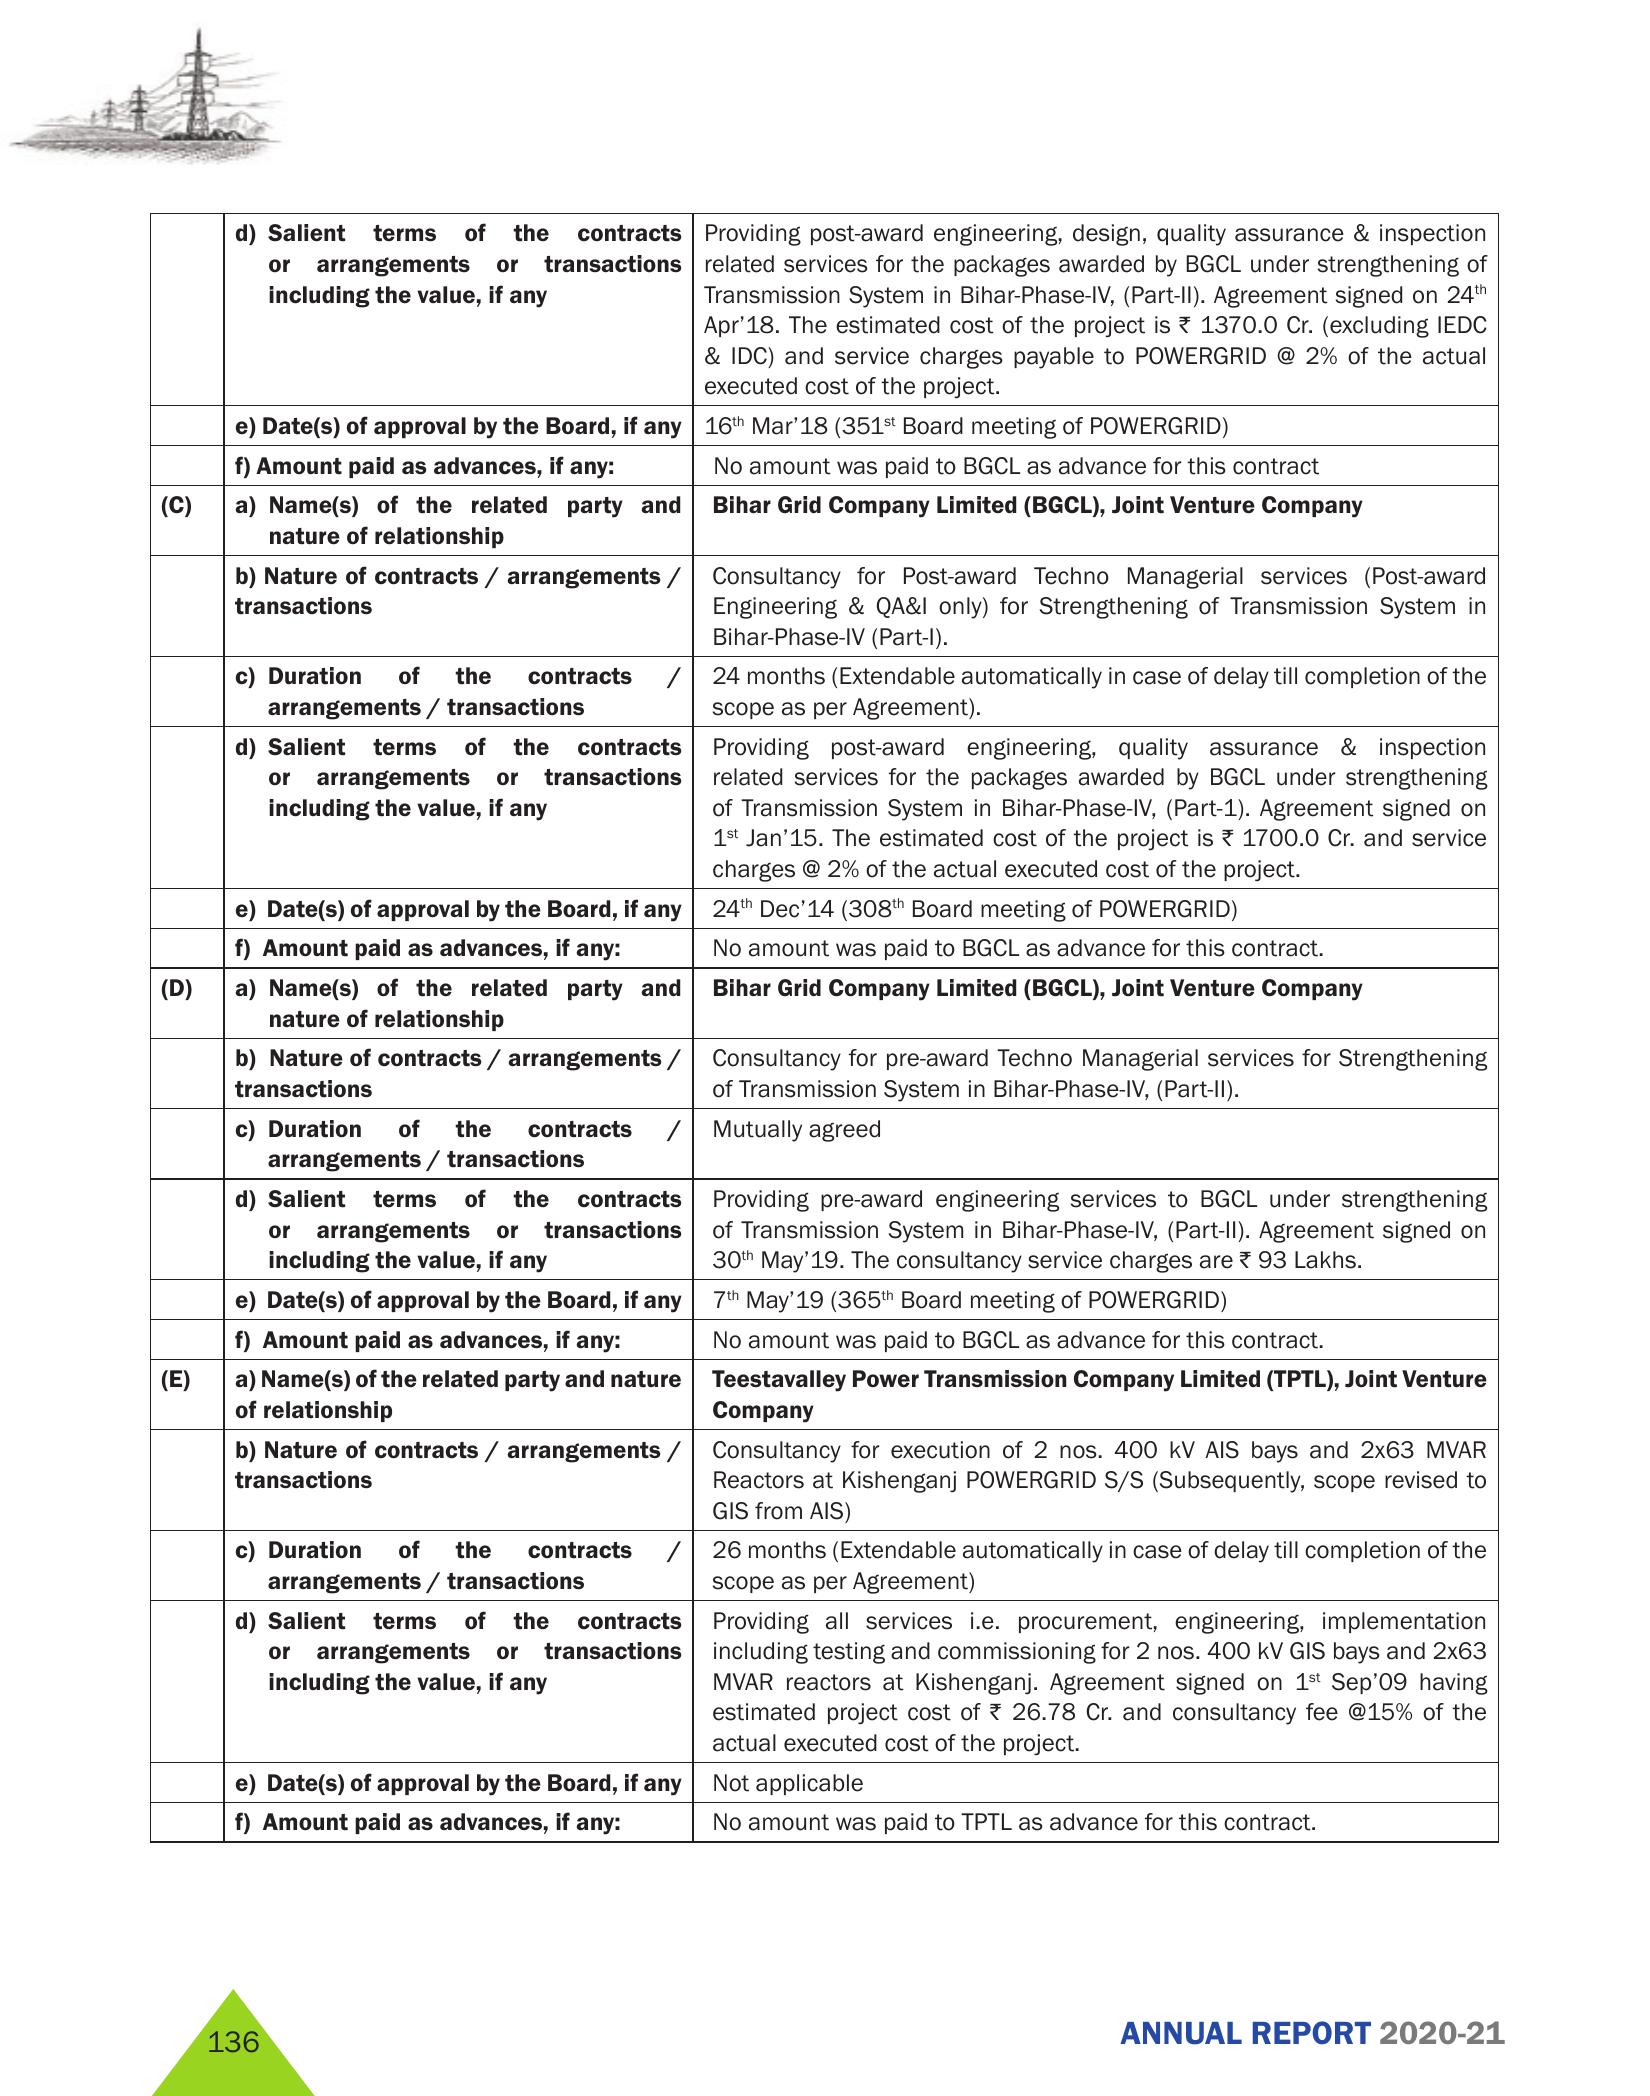 d) Salient terms of the contracts
or arrangements or transactions
including the value, if any
Providing post-award engineering, design, quality assurance & inspection
related services for the packages awarded by BGCL under strengthening of
Transmission System in Bihar-Phase-IV, (Part-II). Agreement signed on 24th
Apr’18. The estimated cost of the project is ₹ 1370.0 Cr. (excluding IEDC
& IDC) and service charges payable to POWERGRID @ 2% of the actual
executed cost of the project.
e) Date(s) of approval by the Board, if any
16th Mar’18 (351st Board meeting of POWERGRID)
f) Amount paid as advances, if any:
No amount was paid to BGCL as advance for this contract
(C)
a) Name(s) of the related party and
nature of relationship
Bihar Grid Company Limited (BGCL), Joint Venture Company
b) Nature of contracts / arrangements /
transactions
Consultancy for Post-award Techno Managerial services (Post-award
Engineering & QA&I only) for Strengthening of Transmission System in
Bihar-Phase-IV (Part-I).
c) Duration of the contracts /
arrangements / transactions
24 months (Extendable automatically in case of delay till completion of the
scope as per Agreement).
d) Salient terms of the contracts
or arrangements or transactions
including the value, if any
Providing post-award engineering, quality assurance & inspection
related services for the packages awarded by BGCL under strengthening
of Transmission System in Bihar-Phase-IV, (Part-1). Agreement signed on
1st Jan’15. The estimated cost of the project is ₹ 1700.0 Cr. and service
charges @ 2% of the actual executed cost of the project.
e) Date(s) of approval by the Board, if any
24th Dec’14 (308th Board meeting of POWERGRID)
f) Amount paid as advances, if any:
No amount was paid to BGCL as advance for this contract.
(D)
a) Name(s) of the related party and
nature of relationship
Bihar Grid Company Limited (BGCL), Joint Venture Company
b) Nature of contracts / arrangements /
transactions
Consultancy for pre-award Techno Managerial services for Strengthening
of Transmission System in Bihar-Phase-IV, (Part-II).
c) Duration of the contracts /
arrangements / transactions
Mutually agreed
d) Salient terms of the contracts
or arrangements or transactions
including the value, if any
Providing pre-award engineering services to BGCL under strengthening
of Transmission System in Bihar-Phase-IV, (Part-II). Agreement signed on
30th May’19. The consultancy service charges are ₹ 93 Lakhs.
e) Date(s) of approval by the Board, if any
7th May’19 (365th Board meeting of POWERGRID)
f) Amount paid as advances, if any:
No amount was paid to BGCL as advance for this contract.
(E)
a) Name(s) of the related party and nature
of relationship
Teestavalley Power Transmission Company Limited (TPTL), Joint Venture
Company
b) Nature of contracts / arrangements /
transactions
Consultancy for execution of 2 nos. 400 kV AIS bays and 2x63 MVAR
Reactors at Kishenganj POWERGRID S/S (Subsequently, scope revised to
GIS from AIS)
c) Duration of the contracts /
arrangements / transactions
26 months (Extendable automatically in case of delay till completion of the
scope as per Agreement)
d) Salient terms of the contracts
or arrangements or transactions
including the value, if any
Providing all services i.e. procurement, engineering, implementation
including testing and commissioning for 2 nos. 400 kV GIS bays and 2x63
MVAR reactors at Kishenganj. Agreement signed on 1st Sep’09 having
estimated project cost of ₹ 26.78 Cr. and consultancy fee @15% of the
actual executed cost of the project.
e) Date(s) of approval by the Board, if any
Not applicable
f) Amount paid as advances, if any:
No amount was paid to TPTL as advance for this contract.
136
ANNUAL REPORT 2020-21